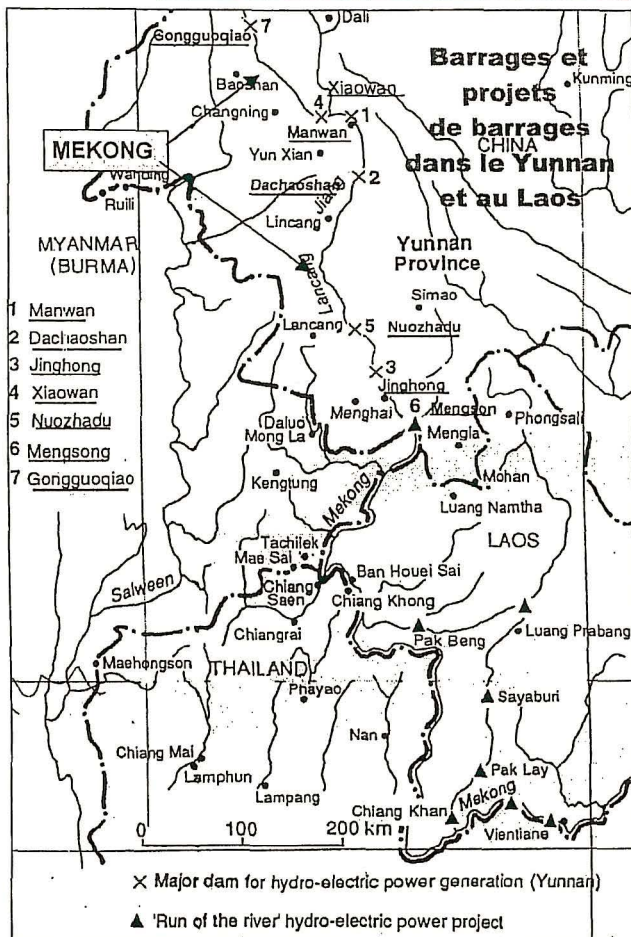 7
Gongguoqiao
Dali
Barrages et
projets
de barrages
dans le Yunnan
et au Laos
Kunming
CHINA
Baoshan
Xiaowan
Changning
4
1
Manwan
MEKONG
Yun Xian
Wanding
Dachaoshan
2
Ruili
Lincang
Jiang
MYANMAR
(BURMA)
Yunnan
Province
Lancang
Simao
1 Manwan
2 Dachaoshan
3 Jinghong
4 Xiaowan
5 Nuozhadu
6 Mengsong
7 Gongguoqiao
Lancang
5
Nuozhadu
3
Jinghong
Menghai
6
Mengson
Phongsali
Daluo
Mong La
Mengla
Kengtung
Mekong
Mohan
Luang Namtha
LAOS
Tachilek
Mae Sai
Salween
Ban Houei Sai
Chiang
Saen
Chiang Khong
Chiangrai
Pak Beng
Luang Prabang
Maehongson
THAILAND
Phayao
Sayaburi
Nan
Chiang Mai
Lamphun
Pak Lay
Lampang
Chiang Khan
Mekong
Vientiane
0 100 200 km
Major dam for hydro-electric power generation (Yunnan)
'Run of the river' hydro-electric power project